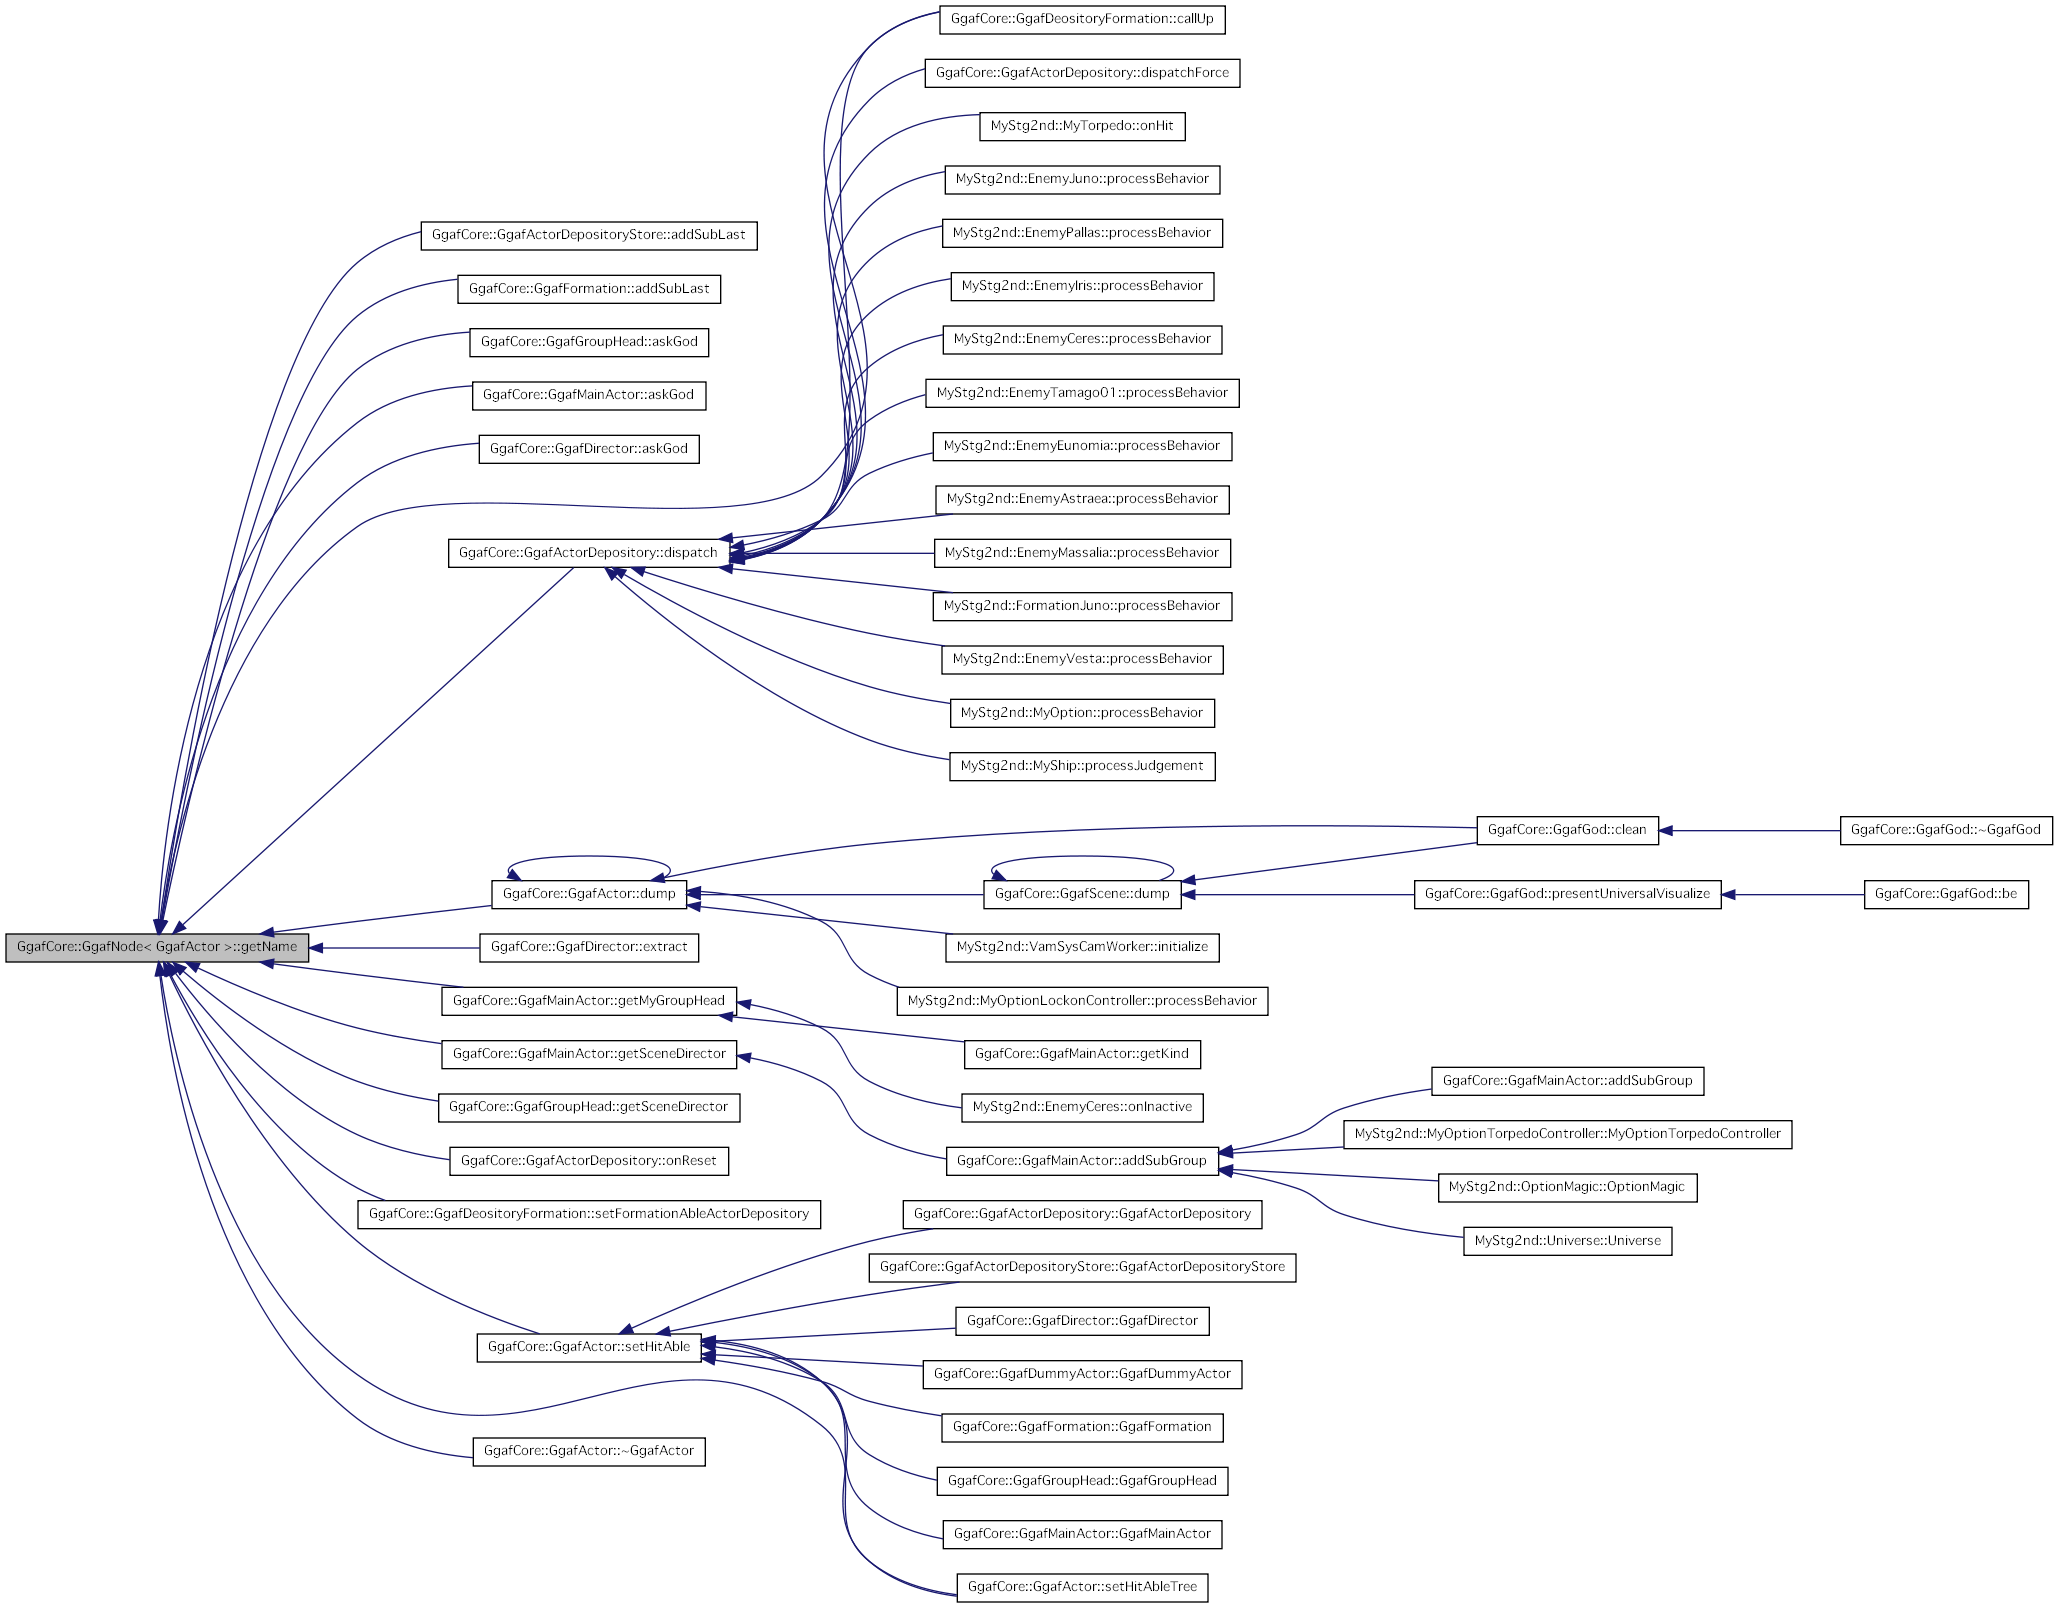 GgafCore::GgafDeositoryFormation::callUp
GgafCore::GgafActorDepository::dispatchForce
MyStg2nd::MyTorpedo::onHit
MyStg2nd::EnemyJuno::processBehavior
MyStg2nd::EnemyPallas::processBehavior
GgafCore::GgafActorDepositoryStore::addSubLast
MyStg2nd::EnemyIris::processBehavior
GgafCore::GgafFormation::addSubLast
MyStg2nd::EnemyCeres::processBehavior
GgafCore::GgafGroupHead::askGod
MyStg2nd::EnemyTamago01::processBehavior
GgafCore::GgafMainActor::askGod
MyStg2nd::EnemyEunomia::processBehavior
GgafCore::GgafDirector::askGod
MyStg2nd::EnemyAstraea::processBehavior
GgafCore::GgafActorDepository::dispatch
MyStg2nd::EnemyMassalia::processBehavior
MyStg2nd::FormationJuno::processBehavior
MyStg2nd::EnemyVesta::processBehavior
MyStg2nd::MyOption::processBehavior
MyStg2nd::MyShip::processJudgement
GgafCore::GgafGod::clean
GgafCore::GgafGod::~GgafGod
GgafCore::GgafActor::dump
GgafCore::GgafScene::dump
GgafCore::GgafGod::presentUniversalVisualize
GgafCore::GgafGod::be
GgafCore::GgafNode< GgafActor >::getName
GgafCore::GgafDirector::extract
MyStg2nd::VamSysCamWorker::initialize
GgafCore::GgafMainActor::getMyGroupHead
MyStg2nd::MyOptionLockonController::processBehavior
GgafCore::GgafMainActor::getSceneDirector
GgafCore::GgafMainActor::getKind
GgafCore::GgafMainActor::addSubGroup
GgafCore::GgafGroupHead::getSceneDirector
MyStg2nd::EnemyCeres::onInactive
MyStg2nd::MyOptionTorpedoController::MyOptionTorpedoController
GgafCore::GgafActorDepository::onReset
GgafCore::GgafMainActor::addSubGroup
MyStg2nd::OptionMagic::OptionMagic
GgafCore::GgafDeositoryFormation::setFormationAbleActorDepository
GgafCore::GgafActorDepository::GgafActorDepository
MyStg2nd::Universe::Universe
GgafCore::GgafActorDepositoryStore::GgafActorDepositoryStore
GgafCore::GgafDirector::GgafDirector
GgafCore::GgafActor::setHitAble
GgafCore::GgafDummyActor::GgafDummyActor
GgafCore::GgafFormation::GgafFormation
GgafCore::GgafActor::~GgafActor
GgafCore::GgafGroupHead::GgafGroupHead
GgafCore::GgafMainActor::GgafMainActor
GgafCore::GgafActor::setHitAbleTree